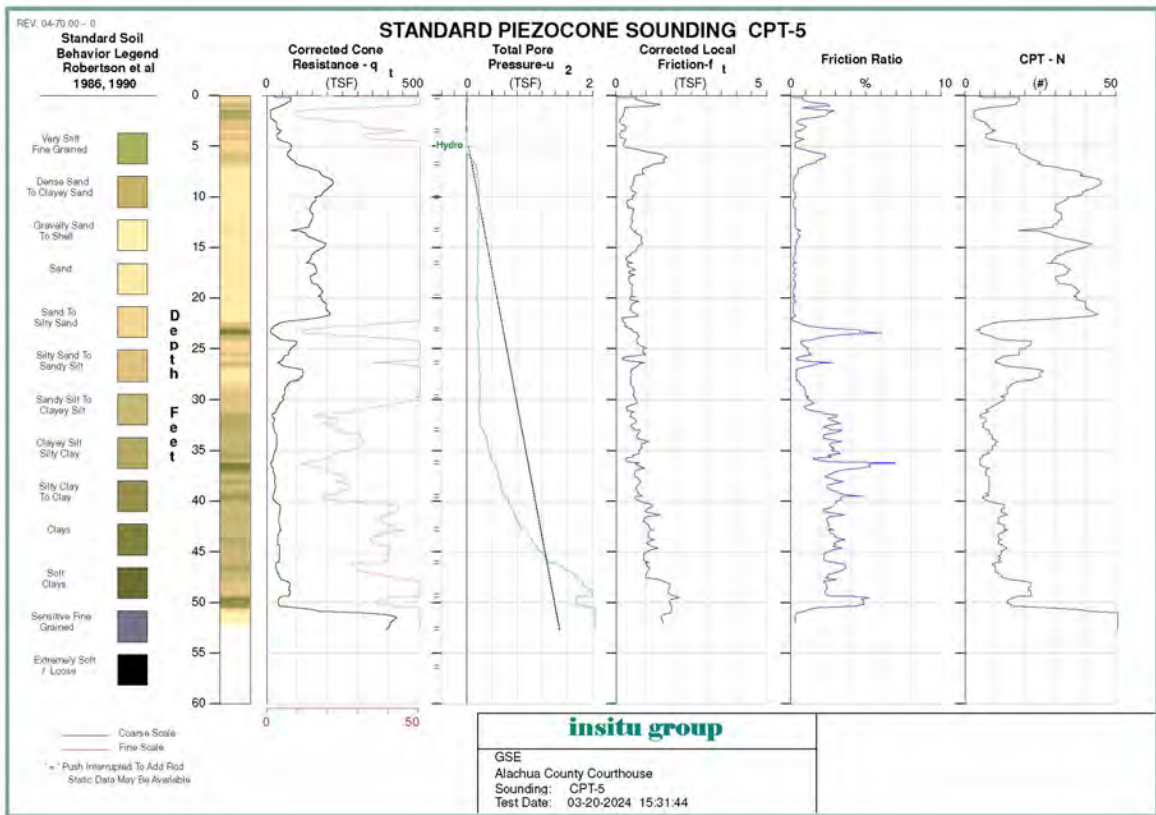 REV. 04-70.00 - 0
STANDARD PIEZOCONE SOUNDING CPT-5
Standard Soil
Behavior Legend
Robertson et al
1986, 1990
Corrected Cone
Resistance - q t
(TSF)
0 500
Total Pore
Pressure-u 2
(TSF)
0 2
Corrected Local
Friction-f t
(TSF)
0 5
Friction Ratio
%
0 10
CPT - N
(#)
0 50
Very Stiff
Fine Grained
Dense Sand
To Clayey Sand
Gravelly Sand
To Shell
Sand
Sand To
Silty Sand
Silty Sand To
Sandy Silt
Sandy Silt To
Clayey Silt
Clayey Silt
Silty Clay
Silty Clay
To Clay
Clays
Soft
Clays
Sensitive Fine
Grained
Extremely Soft
/ Loose
Depth Feet
0
5
10
15
20
25
30
35
40
45
50
55
60
Hydro
0 50
Coarse Scale
Fine Scale
'=' Push Interrupted To Add Rod
Static Data May Be Available
insitu group
GSE
Alachua County Courthouse
Sounding: CPT-5
Test Date: 03-20-2024 15:31:44